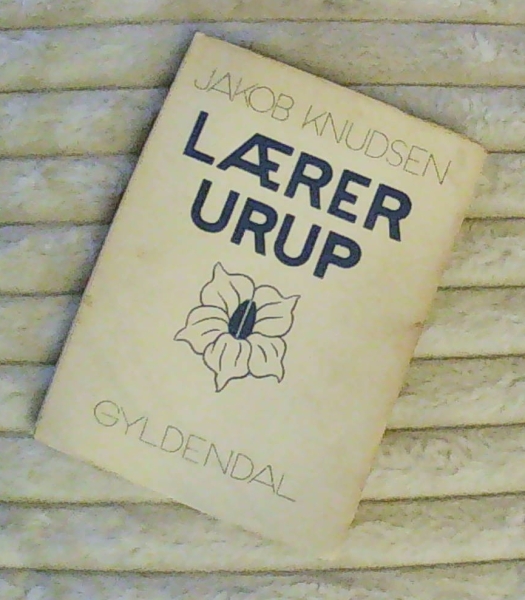 JAKOB KNUDSEN
LÆRER
URUP
GYLDENDAL